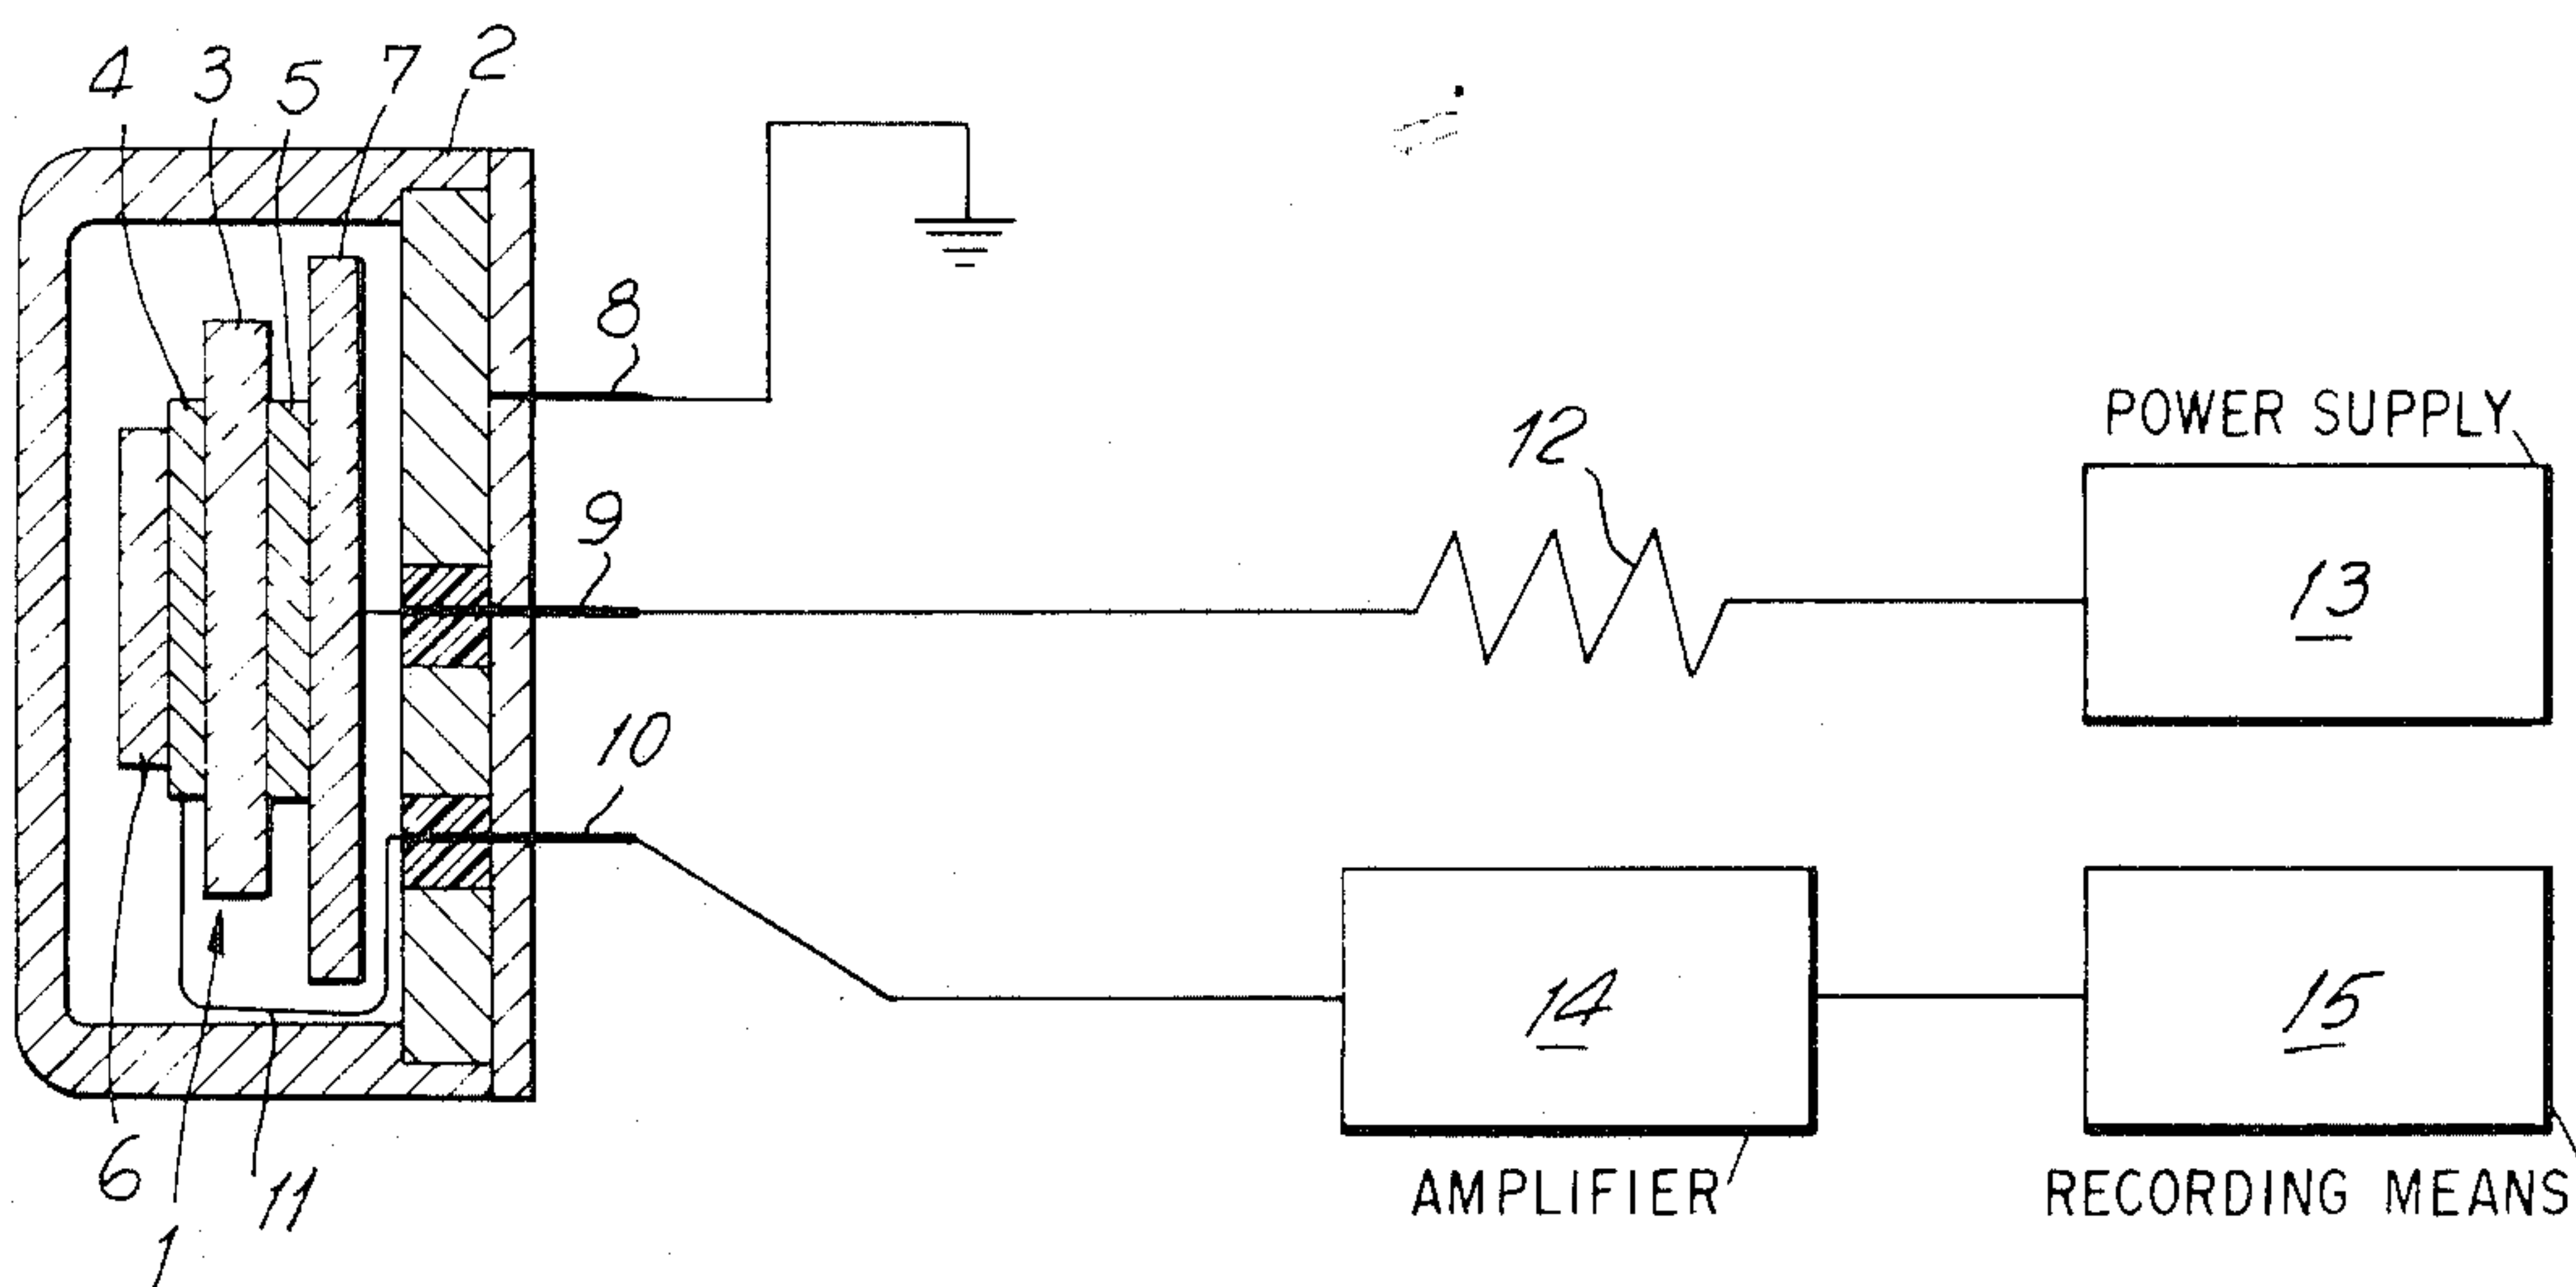 4 3 5 7 2
8
POWER SUPPLY
12
9
13
10
14
15
6
11
1
AMPLIFIER
RECORDING MEANS